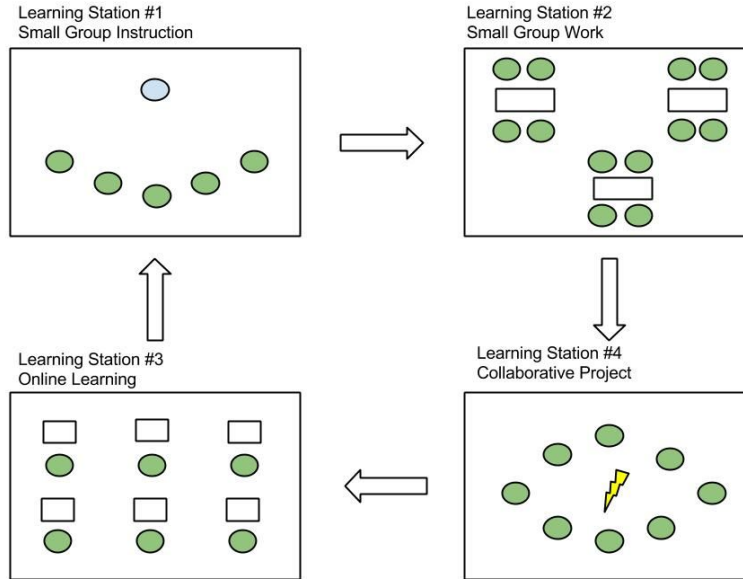 Learning Station #1
Small Group Instruction
Learning Station #2
Small Group Work
Learning Station #3
Online Learning
Learning Station #4
Collaborative Project